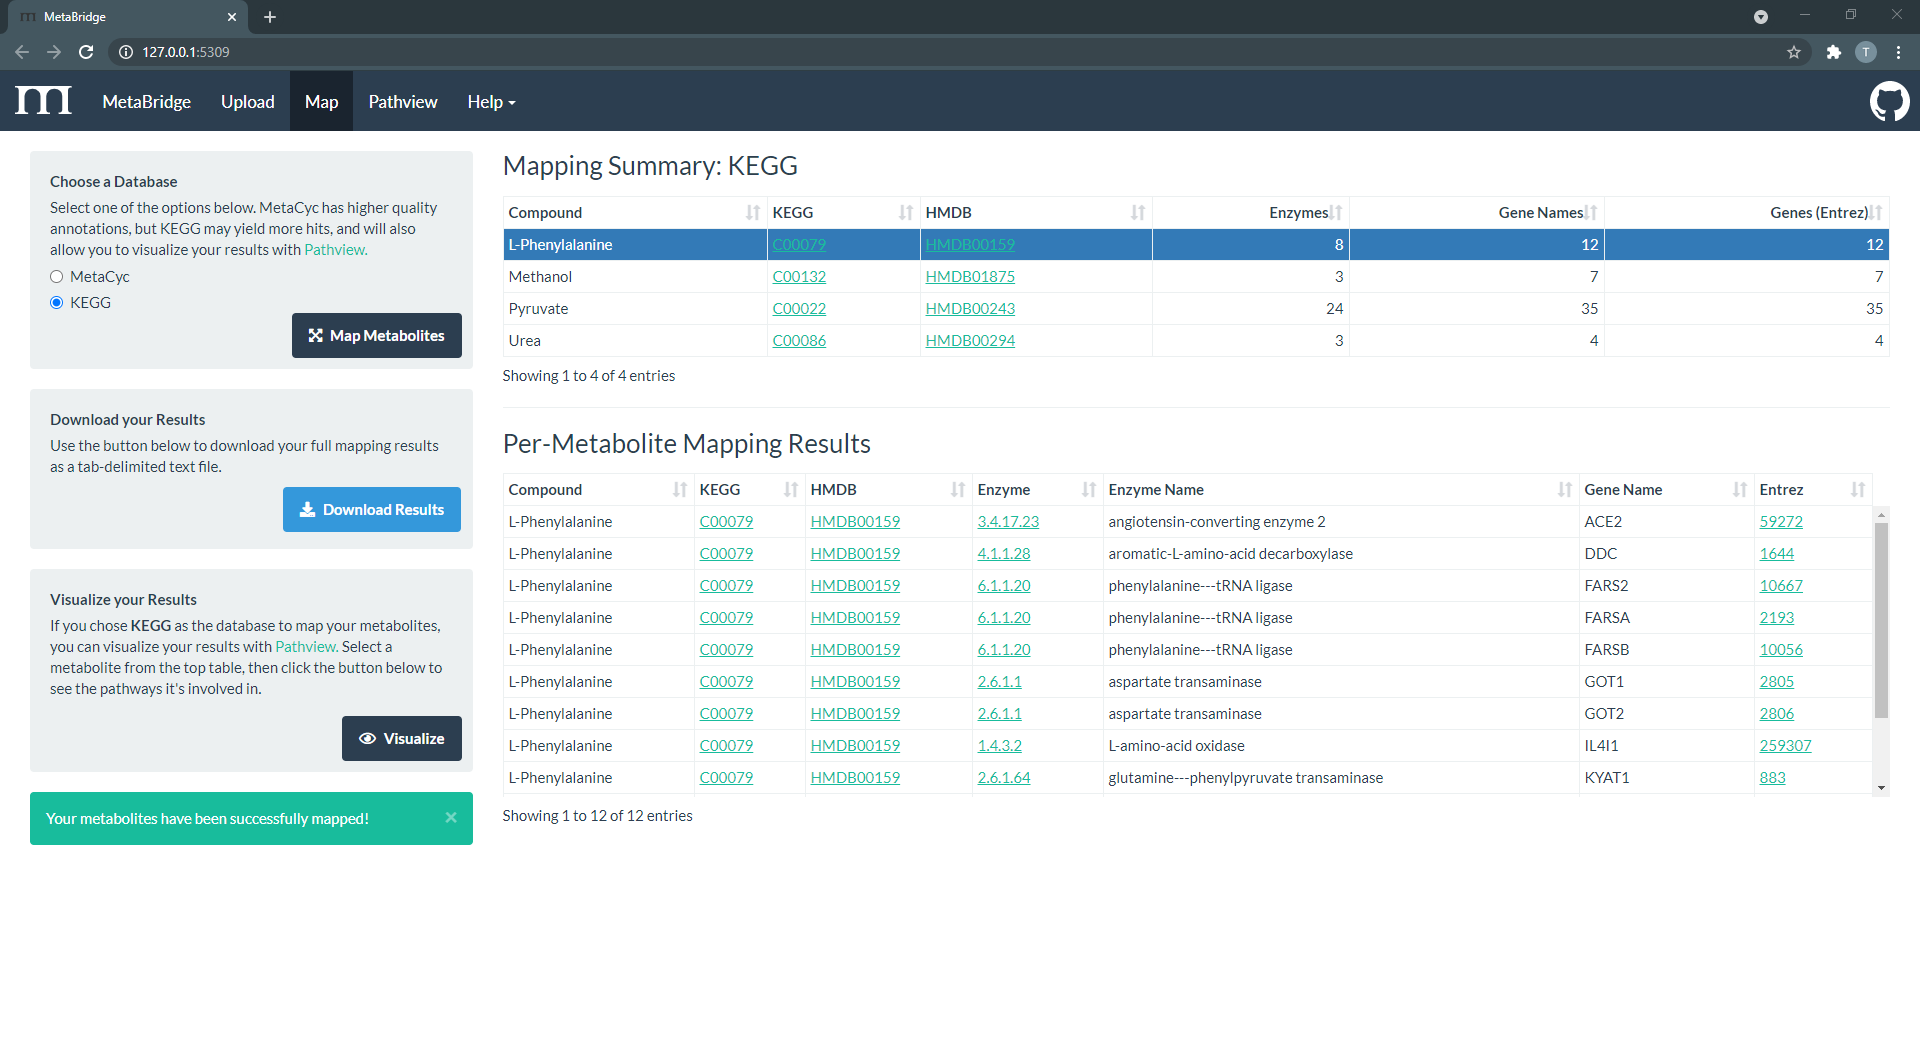 MetaBridge
127.0.0.1:5309
T
m MetaBridge Upload Map Pathview Help
Choose a Database
Select one of the options below. MetaCyc has higher quality
annotations, but KEGG may yield more hits, and will also
allow you to visualize your results with Pathview.
MetaCyc
KEGG
Map Metabolites
Download your Results
Use the button below to download your full mapping results
as a tab-delimited text file.
Download Results
Visualize your Results
If you chose KEGG as the database to map your metabolites,
you can visualize your results with Pathview. Select a
metabolite from the top table, then click the button below to
see the pathways it's involved in.
Visualize
Your metabolites have been successfully mapped!
Mapping Summary: KEGG
Compound KEGG HMDB Enzymes Gene Names Genes (Entrez)
L-Phenylalanine C00079 HMDB00159 8 12 12
Methanol C00132 HMDB01875 3 7 7
Pyruvate C00022 HMDB00243 24 35 35
Urea C00086 HMDB00294 3 4 4
Showing 1 to 4 of 4 entries
Per-Metabolite Mapping Results
Compound KEGG HMDB Enzyme Enzyme Name Gene Name Entrez
L-Phenylalanine C00079 HMDB00159 3.4.17.23 angiotensin-converting enzyme 2 ACE2 59272
L-Phenylalanine C00079 HMDB00159 4.1.1.28 aromatic-L-amino-acid decarboxylase DDC 1644
L-Phenylalanine C00079 HMDB00159 6.1.1.20 phenylalanine---tRNA ligase FARS2 10667
L-Phenylalanine C00079 HMDB00159 6.1.1.20 phenylalanine---tRNA ligase FARSA 2193
L-Phenylalanine C00079 HMDB00159 6.1.1.20 phenylalanine---tRNA ligase FARSB 10056
L-Phenylalanine C00079 HMDB00159 2.6.1.1 aspartate transaminase GOT1 2805
L-Phenylalanine C00079 HMDB00159 2.6.1.1 aspartate transaminase GOT2 2806
L-Phenylalanine C00079 HMDB00159 1.4.3.2 L-amino-acid oxidase IL4I1 259307
L-Phenylalanine C00079 HMDB00159 2.6.1.64 glutamine---phenylpyruvate transaminase KYAT1 883
Showing 1 to 12 of 12 entries